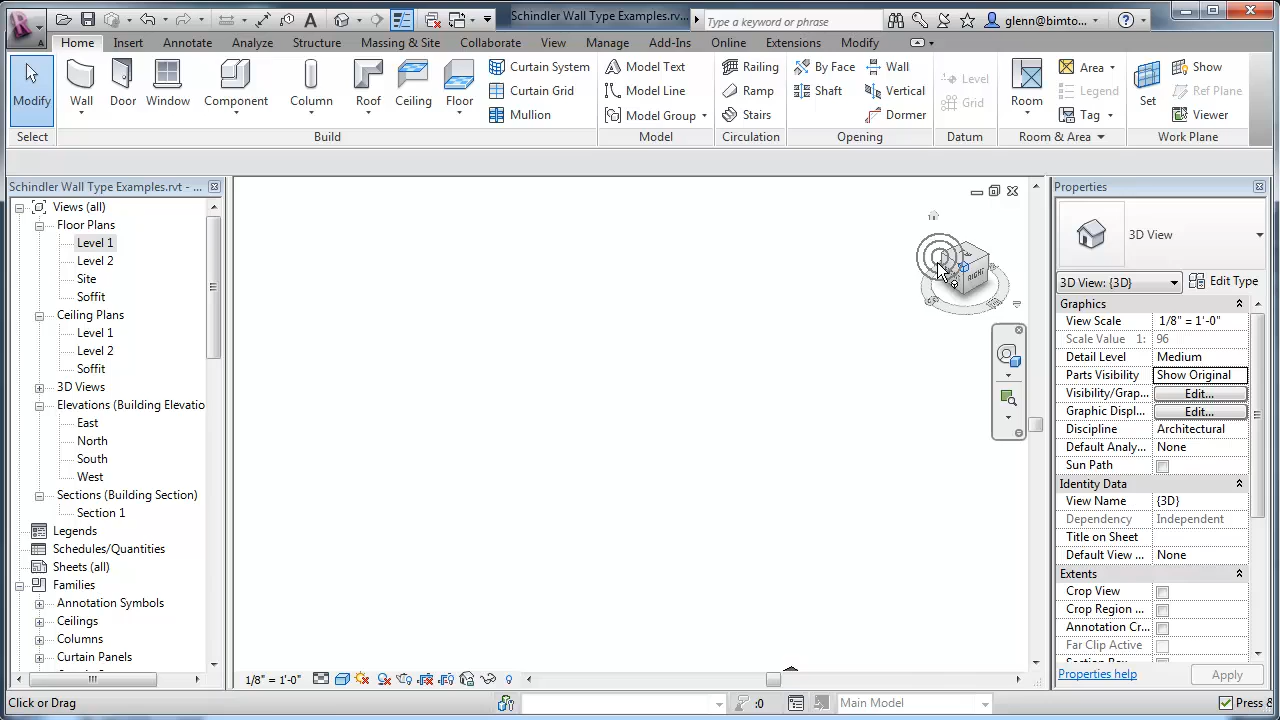 Schindler Wall Type Examples.rv...
Type a keyword or phrase
glenn@bimto...
Home Insert Annotate Analyze Structure Massing & Site Collaborate View Manage Add-Ins Online Extensions Modify
Modify
Wall
Door
Window
Component
Column
Roof
Ceiling
Floor
Curtain System
Curtain Grid
Mullion
Model Text
Model Line
Model Group
Railing
Ramp
Stairs
By Face
Shaft
Wall
Vertical
Dormer
Level
Grid
Room
Area
Legend
Tag
Set
Show
Ref Plane
Viewer
Select Build Model Circulation Opening Datum Room & Area Work Plane
Schindler Wall Type Examples.rvt - ...
Views (all)
Floor Plans
Level 1
Level 2
Site
Soffit
Ceiling Plans
Level 1
Level 2
Soffit
3D Views
Elevations (Building Elevatio
East
North
South
West
Sections (Building Section)
Section 1
Legends
Schedules/Quantities
Sheets (all)
Families
Annotation Symbols
Ceilings
Columns
Curtain Panels
RIGHT
Properties
3D View
3D View: {3D} Edit Type
Graphics
View Scale 1/8" = 1'-0"
Scale Value 1: 96
Detail Level Medium
Parts Visibility Show Original
Visibility/Grap... Edit...
Graphic Displ... Edit...
Discipline Architectural
Default Analy... None
Sun Path
Identity Data
View Name {3D}
Dependency Independent
Title on Sheet
Default View ... None
Extents
Crop View
Crop Region ...
Annotation Cr...
Far Clip Active
Properties help Apply
1/8" = 1'-0"
Click or Drag :0 Main Model Press &